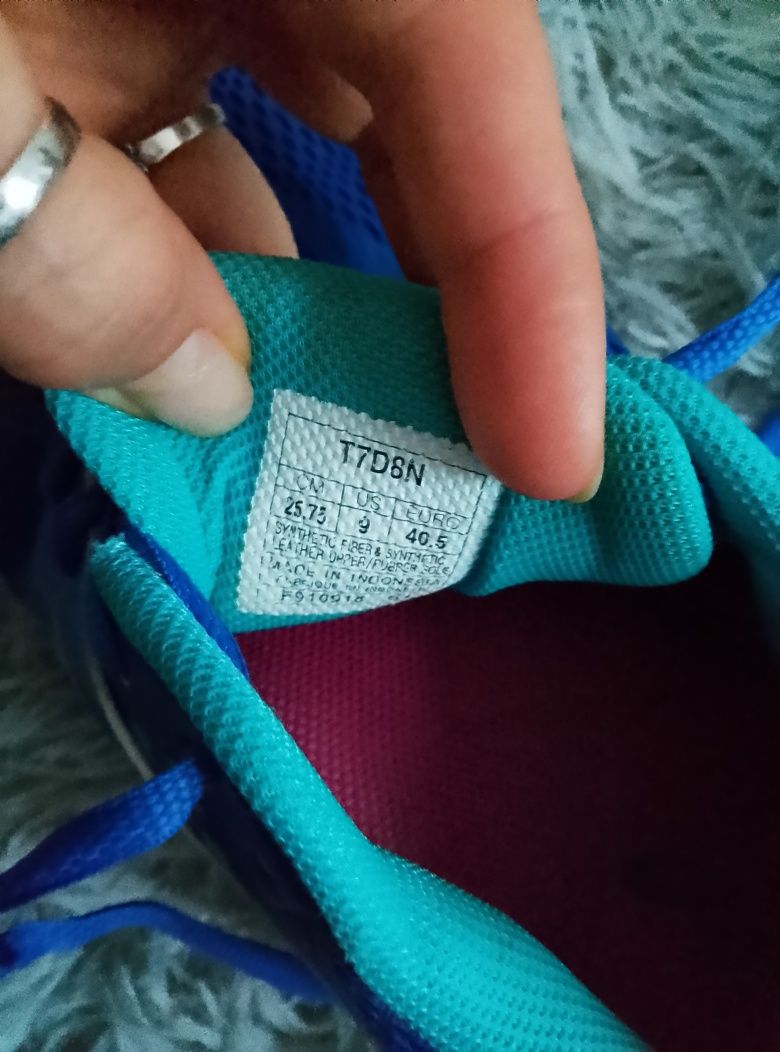 T7D8N
CM US EURO
25.75 9 40.5
SYNTHETIC FIBER & SYNTHETIC
LEATHER UPPER/RUBBER SOLE
MADE IN INDONESIA